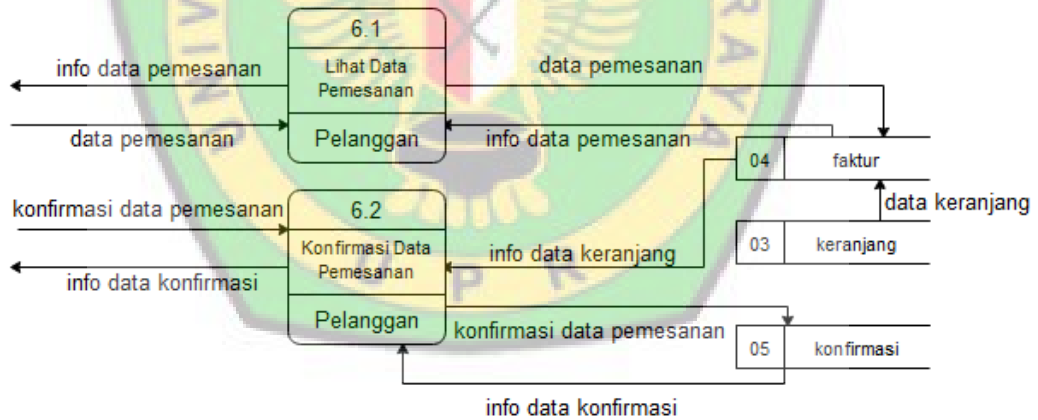 6.1
Lihat Data
Pemesanan
Pelanggan
info data pemesanan
data pemesanan
data pemesanan
info data pemesanan
04
faktur
data keranjang
03
keranjang
6.2
Konfirmasi Data
Pemesanan
Pelanggan
konfirmasi data pemesanan
info data konfirmasi
info data keranjang
konfirmasi data pemesanan
05
konfirmasi
info data konfirmasi
U P R
RAYA